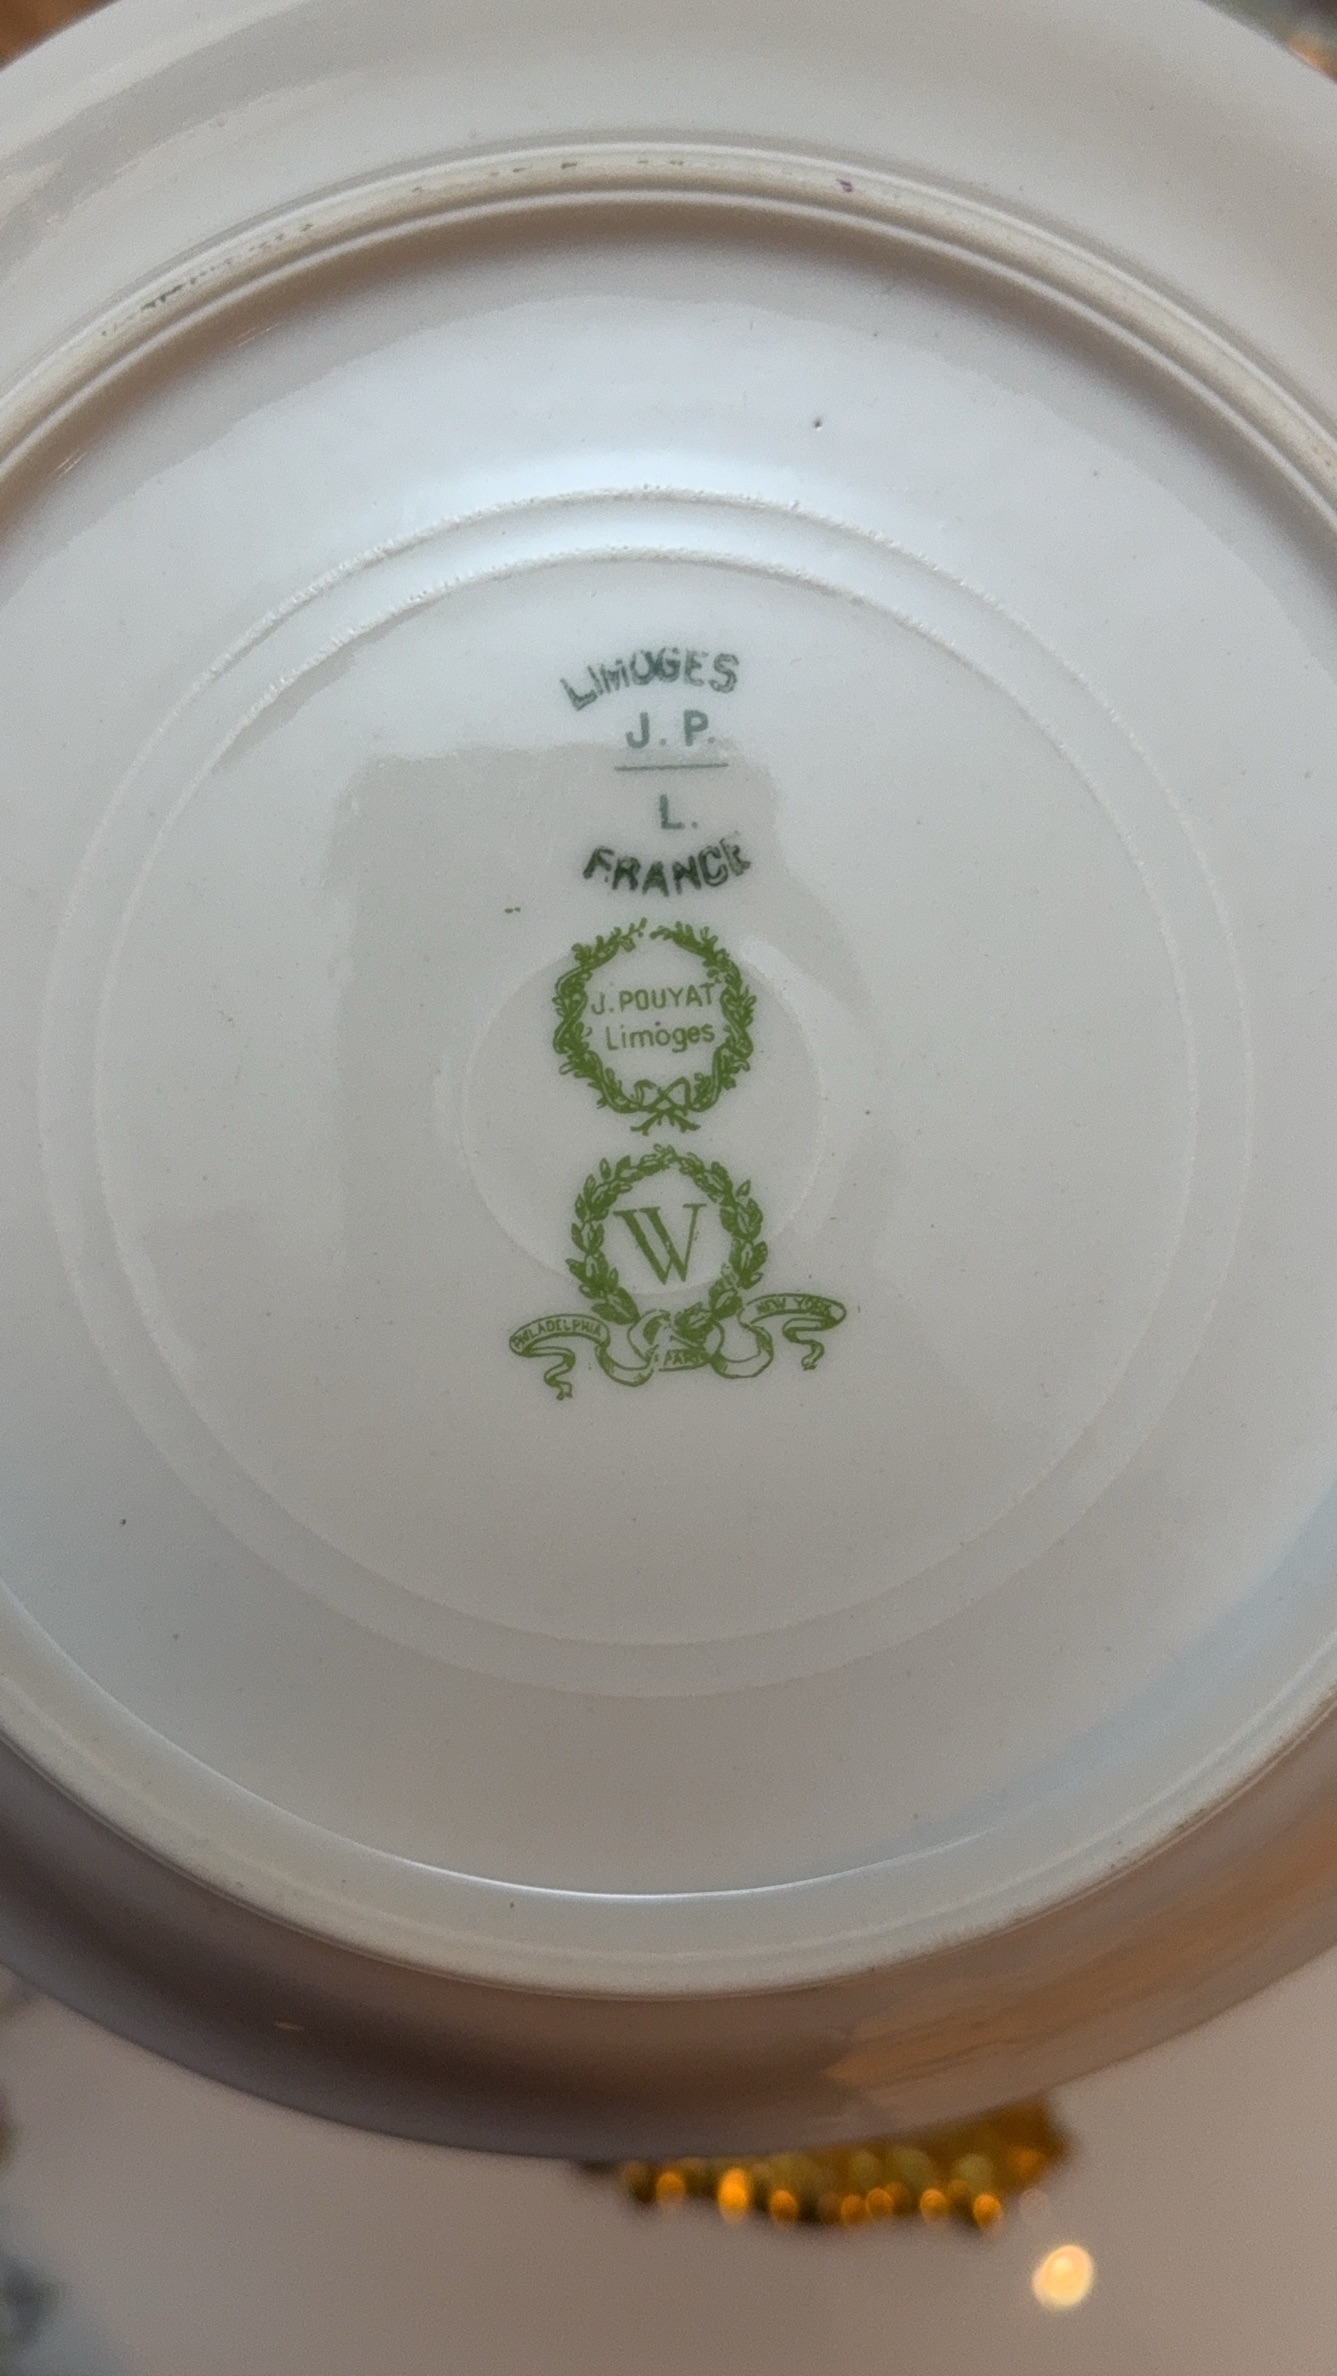 LIMOGES
J. P.
L.
FRANCE
J. POUYAT
Limoges
W
PHILADELPHIA
PARIS
NEW YORK